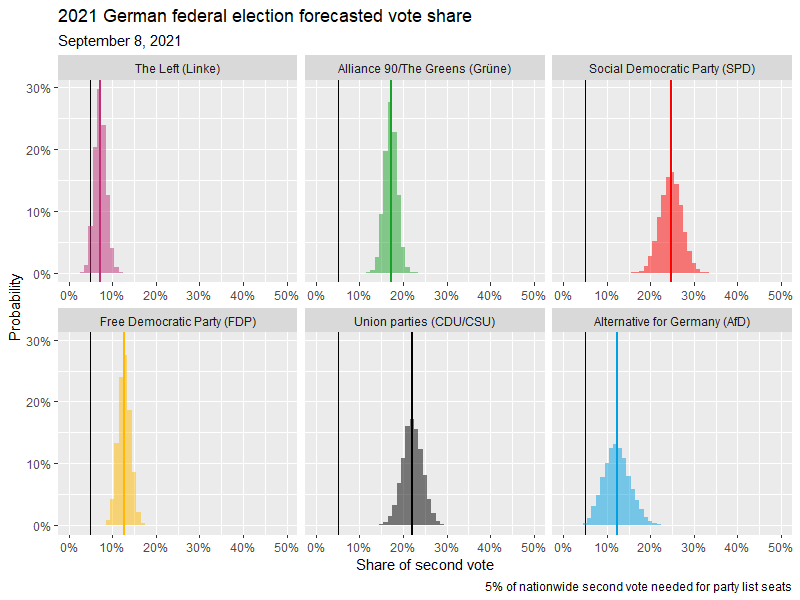 2021 German federal election forecasted vote share
September 8, 2021
The Left (Linke) Alliance 90/The Greens (Grüne) Social Democratic Party (SPD)
30%
20%
10%
0%
0% 10% 20% 30% 40% 50% 0% 10% 20% 30% 40% 50% 0% 10% 20% 30% 40% 50%
Probability
Free Democratic Party (FDP) Union parties (CDU/CSU) Alternative for Germany (AfD)
30%
20%
10%
0%
0% 10% 20% 30% 40% 50% 0% 10% 20% 30% 40% 50% 0% 10% 20% 30% 40% 50%
Share of second vote
5% of nationwide second vote needed for party list seats